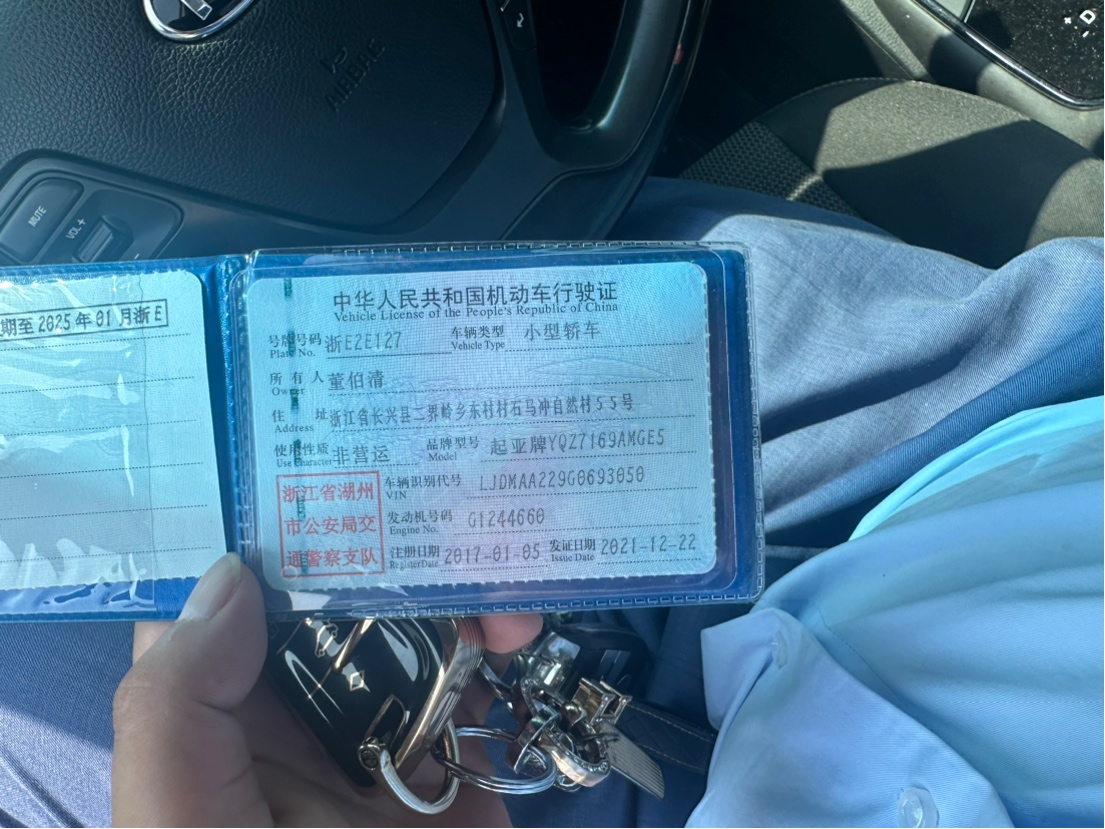 AIRBAG
MUTE
VOL +
期至 2025 年 01 月浙 E
中华人民共和国机动车行驶证
Vehicle License of the People's Republic of China
号牌号码 浙E2E127 车辆类型 小型轿车
Plate No. Vehicle Type
所有人 董伯清
Owner
住址 浙江省长兴县二界岭乡东村村石马冲自然村55号
Address
使用性质 非营运 品牌型号 起亚牌YQZ7169AMGE5
Use Character Model
浙江省湖州
市公安局交
通警察支队
车辆识别代号 LJDMAA229G0693050
VIN
发动机号码 G1244660
Engine No.
注册日期 2017-01-05 发证日期 2021-12-22
Register Date Issue Date